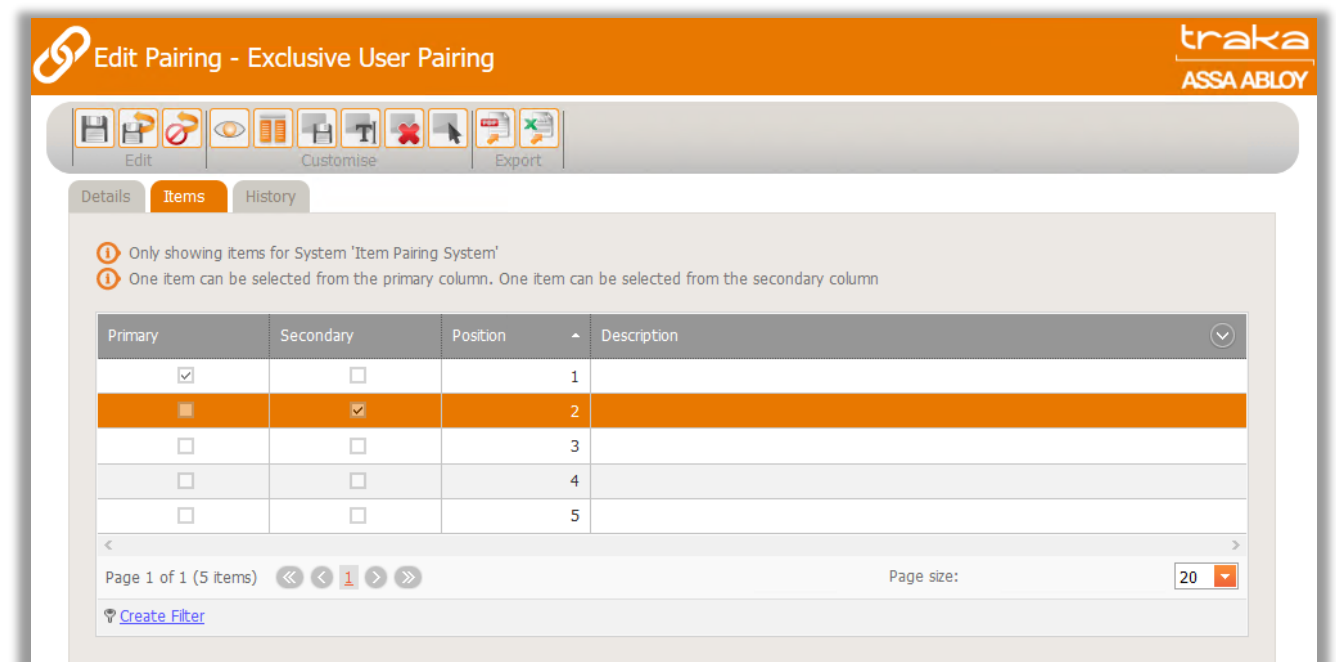 Edit Pairing - Exclusive User Pairing
traka
ASSA ABLOY
Edit Customise Export
Details Items History
Only showing items for System 'Item Pairing System'
One item can be selected from the primary column. One item can be selected from the secondary column
Primary Secondary Position Description
1
2
3
4
5
Page 1 of 1 (5 items) 1 Page size: 20
Create Filter